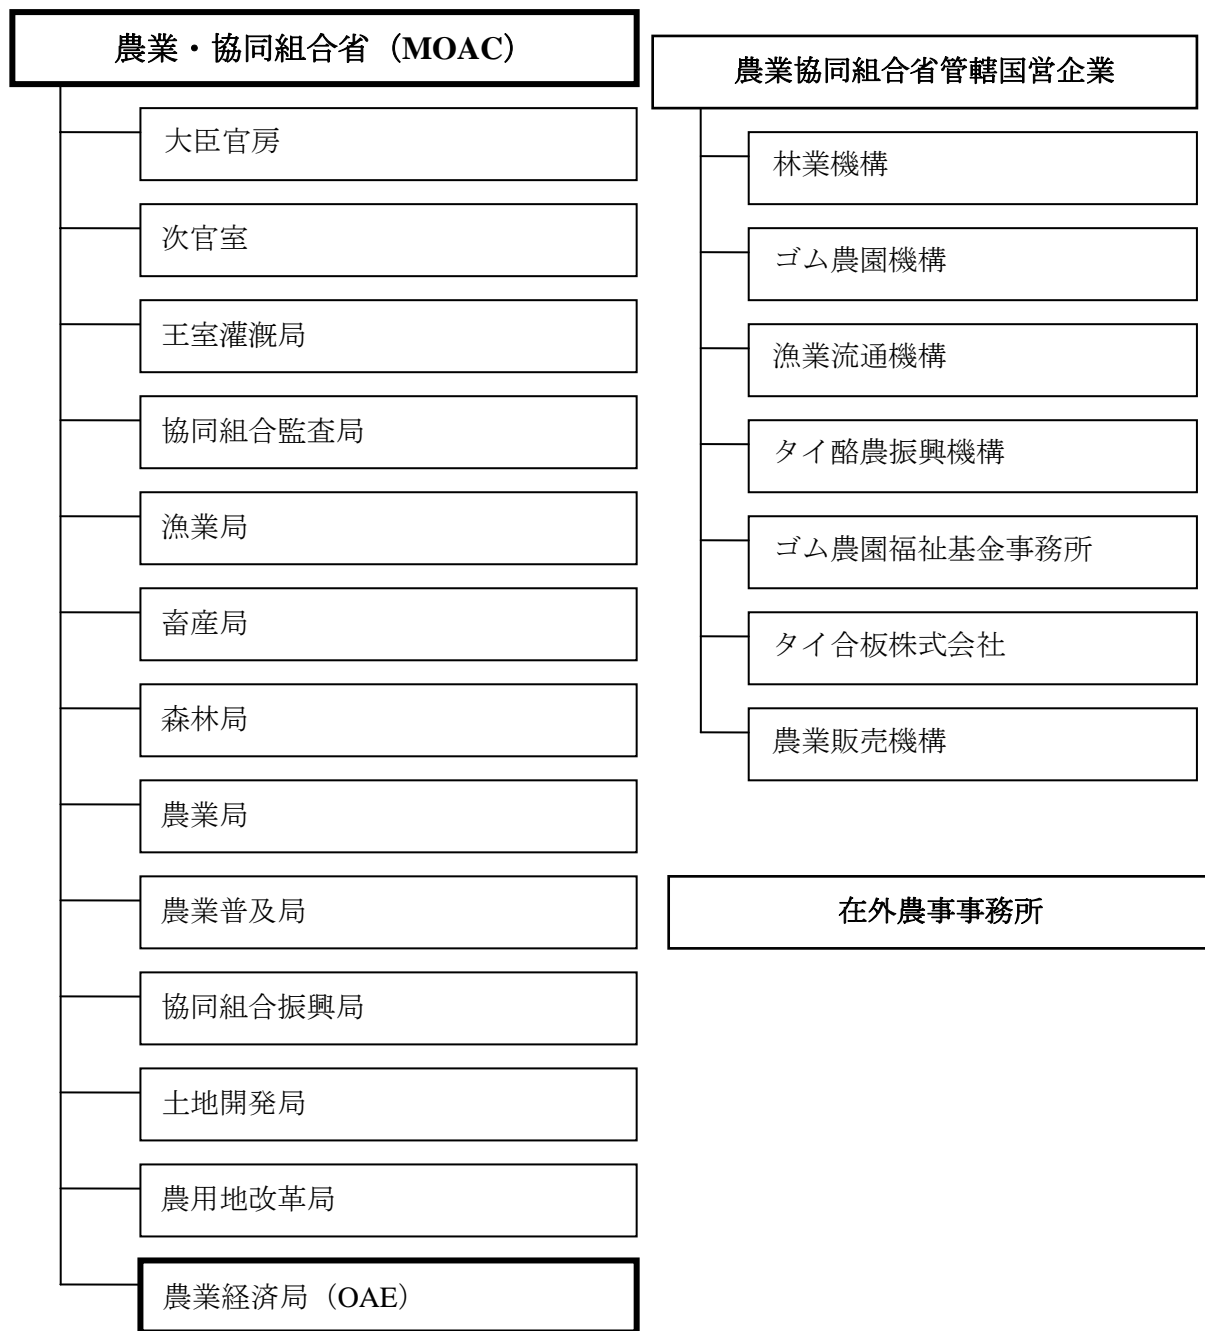 農業・協同組合省（MOAC）
大臣官房
次官室
王室灌漑局
協同組合監査局
漁業局
畜産局
森林局
農業局
農業普及局
協同組合振興局
土地開発局
農用地改革局
農業経済局（OAE）
農業協同組合省管轄国営企業
林業機構
ゴム農園機構
漁業流通機構
タイ酪農振興機構
ゴム農園福祉基金事務所
タイ合板株式会社
農業販売機構
在外農事事務所